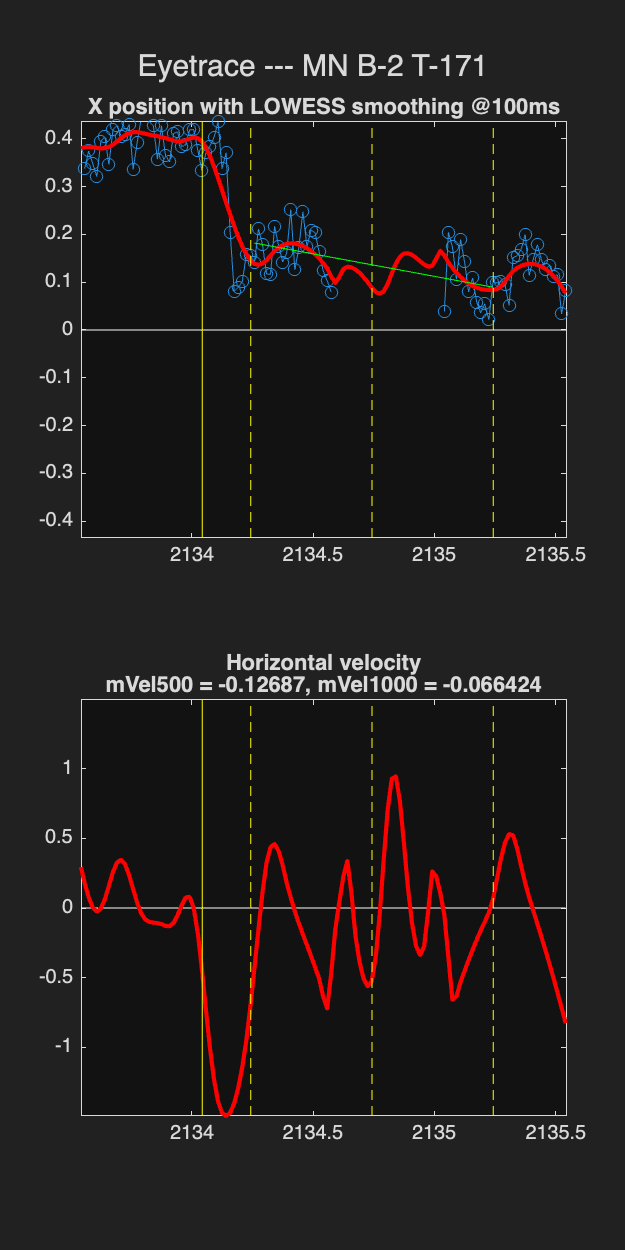 Eyetrace --- MN B-2 T-171
X position with LOWESS smoothing @100ms
0.4
0.3
0.2
0.1
0
-0.1
-0.2
-0.3
-0.4
2134 2134.5 2135 2135.5
Horizontal velocity
mVel500 = -0.12687, mVel1000 = -0.066424
1
0.5
0
-0.5
-1
2134 2134.5 2135 2135.5